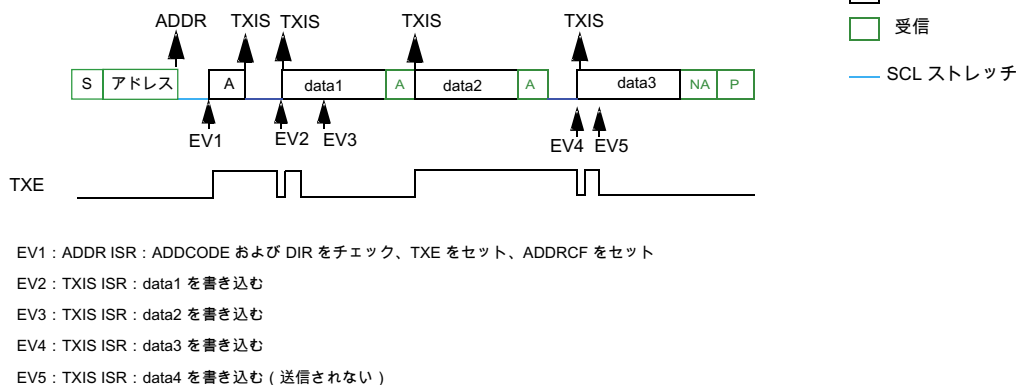 ADDR TXIS TXIS TXIS TXIS
受信
S アドレス A data1 A data2 A data3 NA P
SCL ストレッチ
EV1 EV2 EV3 EV4 EV5
TXE
EV1：ADDR ISR：ADDCODE および DIR をチェック、TXE をセット、ADDRCF をセット
EV2：TXIS ISR：data1 を書き込む
EV3：TXIS ISR：data2 を書き込む
EV4：TXIS ISR：data3 を書き込む
EV5：TXIS ISR：data4 を書き込む ( 送信されない )